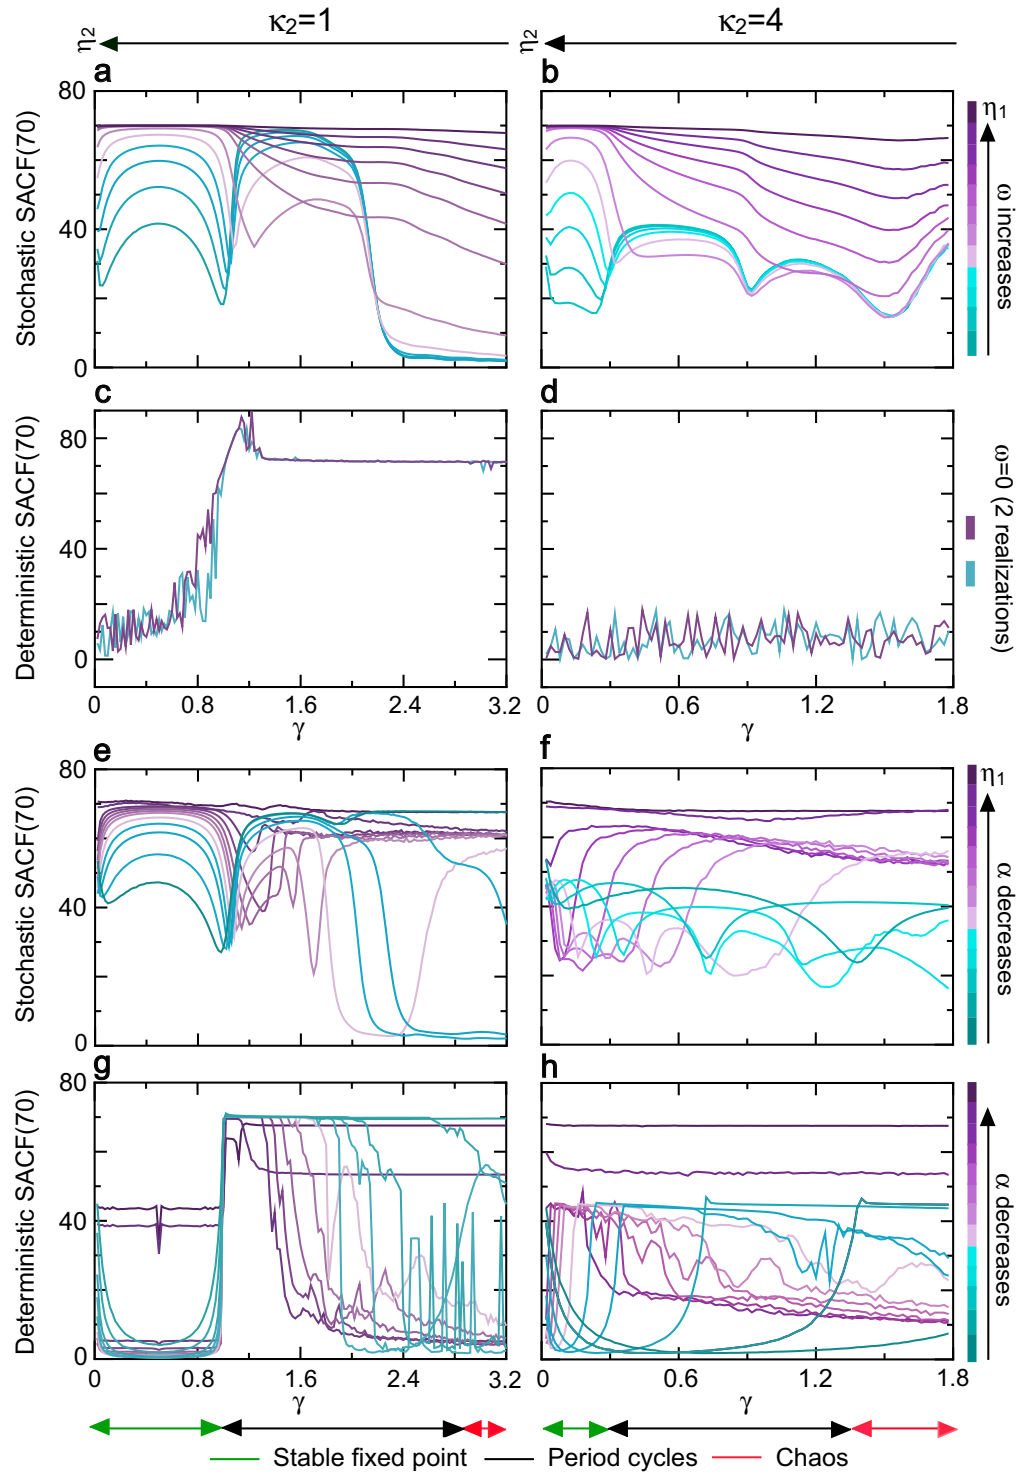 κ2=1
κ2=4
η2
η2
a
b
80
40
0
Stochastic SACF(70)
η1
ω increases
c
d
80
40
0
Deterministic SACF(70)
ω=0 (2 realizations)
0 0.8 1.6 2.4 3.2
γ
0 0.6 1.2 1.8
γ
e
f
80
40
0
Stochastic SACF(70)
η1
α decreases
g
h
80
40
0
Deterministic SACF(70)
α decreases
0 0.8 1.6 2.4 3.2
γ
0 0.6 1.2 1.8
γ
Stable fixed point Period cycles Chaos